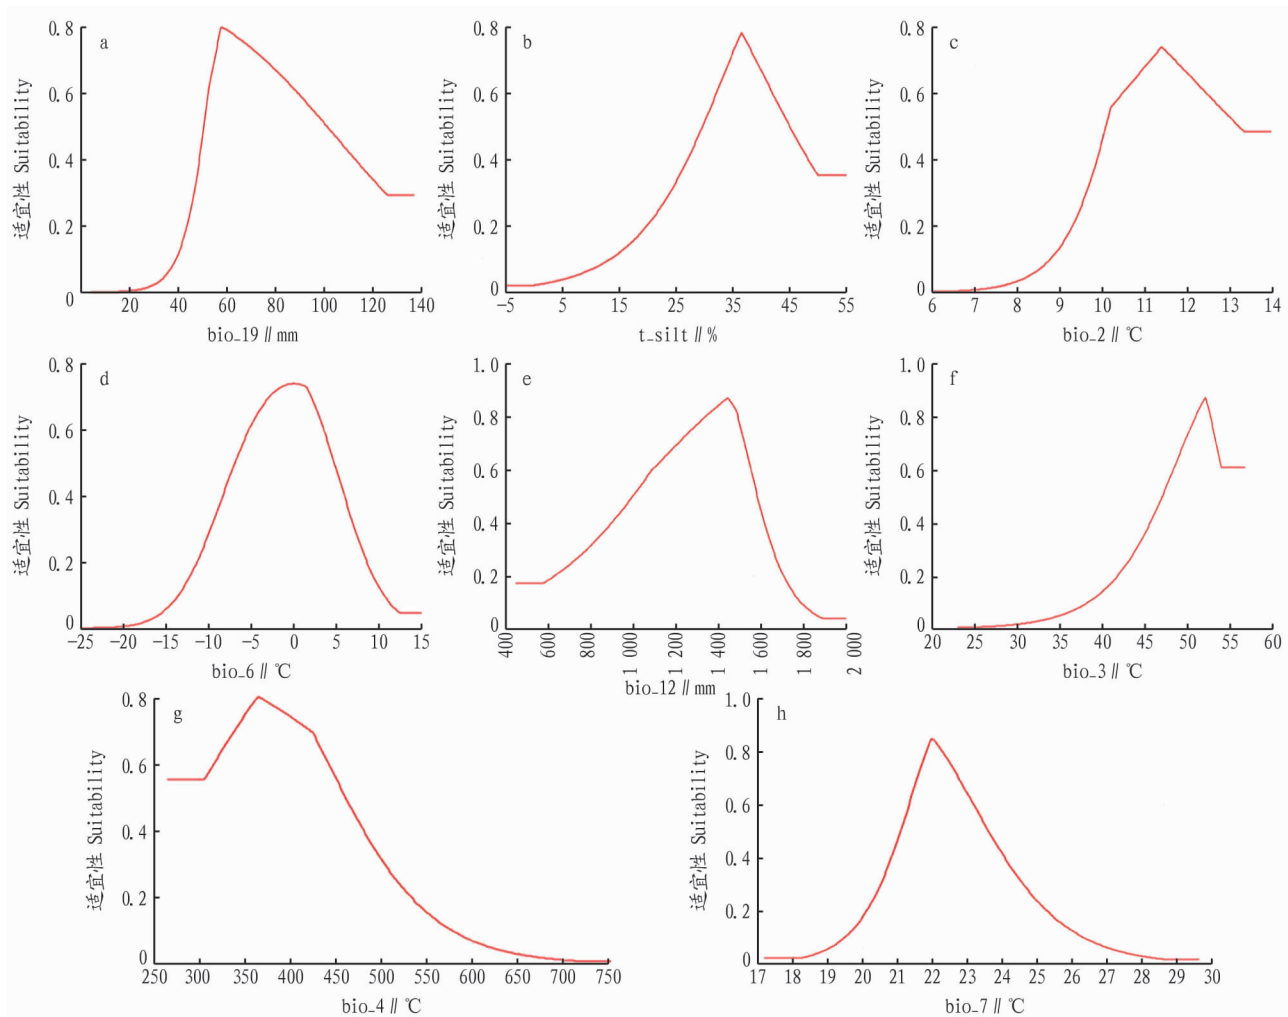 a
适宜性 Suitability
0.8
0.6
0.4
0.2
0
20 40 60 80 100 120 140
bio_19∥mm
b
适宜性 Suitability
0.8
0.6
0.4
0.2
0
-5 5 15 25 35 45 55
t_silt∥%
c
适宜性 Suitability
0.8
0.6
0.4
0.2
0
6 7 8 9 10 11 12 13 14
bio_2∥℃
d
适宜性 Suitability
0.8
0.6
0.4
0.2
0
-25 -20 -15 -10 -5 0 5 10 15
bio_6∥℃
e
适宜性 Suitability
1.0
0.8
0.6
0.4
0.2
0
400 600 800 1 000 1 200 1 400 1 600 1 800 2 000
bio_12∥mm
f
适宜性 Suitability
1.0
0.8
0.6
0.4
0.2
0
20 30 35 40 45 50 55 60
bio_3∥℃
g
适宜性 Suitability
0.8
0.6
0.4
0.2
0
250 300 350 400 450 500 550 600 650 700 750
bio_4∥℃
h
适宜性 Suitability
1.0
0.8
0.6
0.4
0.2
0
17 18 19 20 21 22 23 24 25 26 27 28 29 30
bio_7∥℃